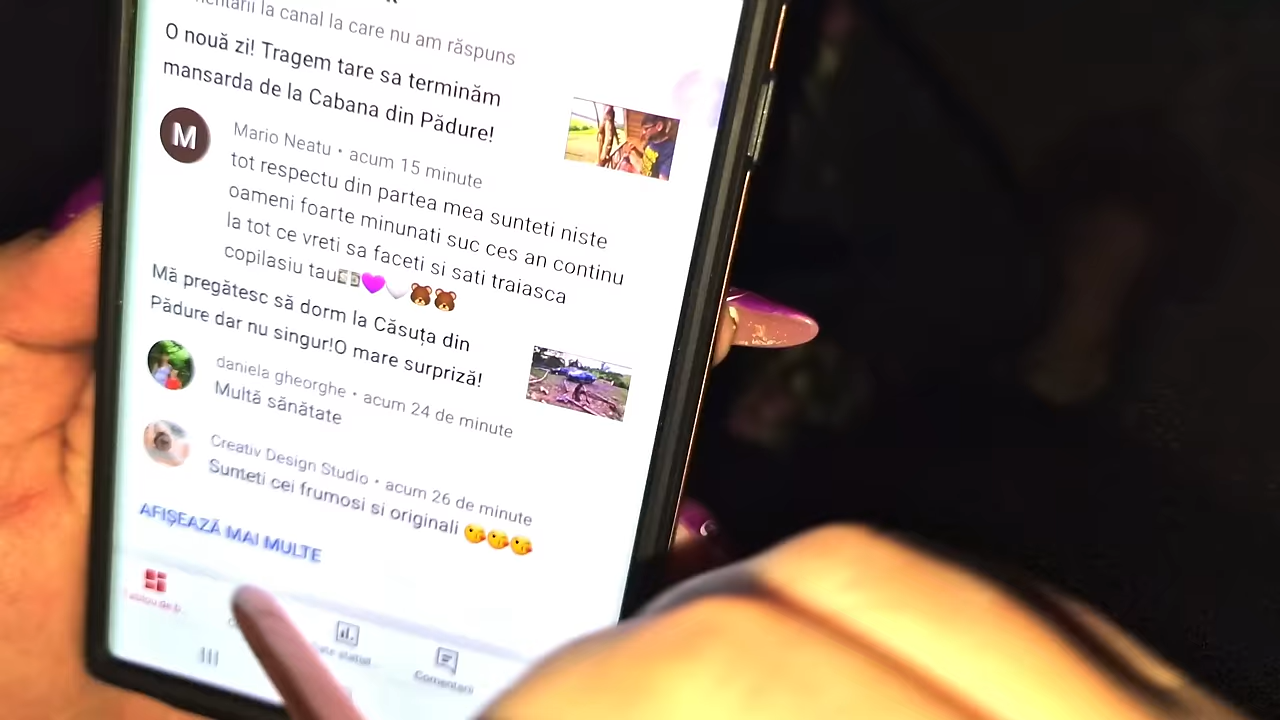 la canal la care nu am răspuns
O nouă zi! Tragem tare sa terminăm
mansarda de la Cabana din Pădure!
M
Mario Neatu • acum 15 minute
tot respectu din partea mea sunteti niste
oameni foarte minunati suc ces an continu
la tot ce vreti sa faceti si sati traiasca
copilasiu tau💵💜🤍🐻🐻
Mă pregătesc să dorm la Căsuța din
Pădure dar nu singur!O mare surpriză!
daniela gheorghe • acum 24 de minute
Multă sănătate
Creativ Design Studio • acum 26 de minute
Sunteti cei frumosi si originali 😘😘😘
AFIȘEAZĂ MAI MULTE
Comentarii